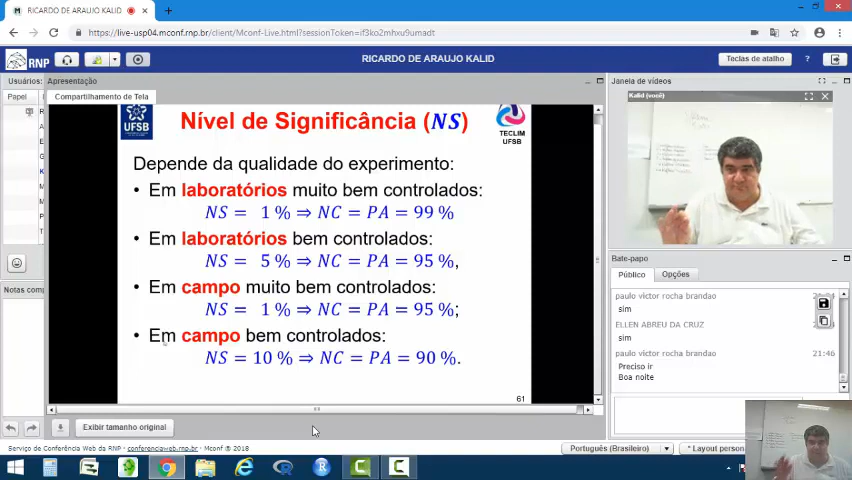 RICARDO DE ARAUJO KALID
https://live-usp04.mconf.rnp.br/client/Mconf-Live.html?sessionToken=if3ko2mhxu9umadt
RNP
RICARDO DE ARAUJO KALID
Teclas de atalho
?
Usuários:
Apresentação
Janela de vídeos
Papel
Compartilhamento de Tela
Kalid (você)
UFSB
Nível de Significância (NS)
TECLIM
UFSB
Depende da qualidade do experimento:
• Em laboratórios muito bem controlados:
NS = 1 % ⇒ NC = PA = 99 %
• Em laboratórios bem controlados:
NS = 5 % ⇒ NC = PA = 95 %,
• Em campo muito bem controlados:
NS = 1 % ⇒ NC = PA = 95 %;
• Em campo bem controlados:
NS = 10 % ⇒ NC = PA = 90 %.
61
Notas comp
Bate-papo
Público
Opções
paulo victor rocha brandao
sim
ELLEN ABREU DA CRUZ
sim
paulo victor rocha brandao 21:46
Preciso ir
Boa noite
Exibir tamanho original
Serviço de Conferência Web da RNP - conferenciaweb.rnp.br - Mconf @ 2018
Português (Brasileiro)
* Layout person